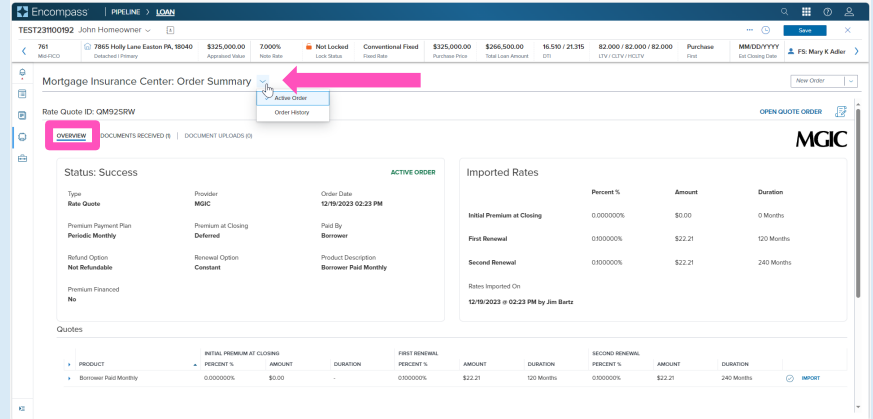 Encompass® | PIPELINE > LOAN
TEST231100192 John Homeowner
Save
761
Mid-FICO
7865 Holly Lane Easton PA, 18040
Detached | Primary
$325,000.00
Appraised Value
7.000%
Note Rate
Not Locked
Lock Status
Conventional Fixed
Fixed Rate
$325,000.00
Purchase Price
$266,500.00
Total Loan Amount
16.510 / 21.315
DTI
82.000 / 82.000 / 82.000
LTV / CLTV / HCLTV
Purchase
First
MM/DD/YYYY
Est Closing Date
FS: Mary K Adler
Mortgage Insurance Center: Order Summary
New Order
Active Order
Order History
Rate Quote ID: QM925RW
OPEN QUOTE ORDER
OVERVIEW DOCUMENTS RECEIVED (1) | DOCUMENT UPLOADS (0)
MGIC
Status: Success
ACTIVE ORDER
Type Provider Order Date
Rate Quote MGIC 12/19/2023 02:23 PM
Premium Payment Plan Premium at Closing Paid By
Periodic Monthly Deferred Borrower
Refund Option Renewal Option Product Description
Not Refundable Constant Borrower Paid Monthly
Premium Financed
No
Imported Rates
Percent % Amount Duration
Initial Premium at Closing 0.000000% $0.00 0 Months
First Renewal 0.100000% $22.21 120 Months
Second Renewal 0.100000% $22.21 240 Months
Rates Imported On
12/19/2023 @ 02:23 PM by Jim Bartz
Quotes
INITIAL PREMIUM AT CLOSING FIRST RENEWAL SECOND RENEWAL
PRODUCT PERCENT % AMOUNT DURATION PERCENT % AMOUNT DURATION PERCENT % AMOUNT DURATION
Borrower Paid Monthly 0.000000% $0.00 - 0.100000% $22.21 120 Months 0.100000% $22.21 240 Months IMPORT